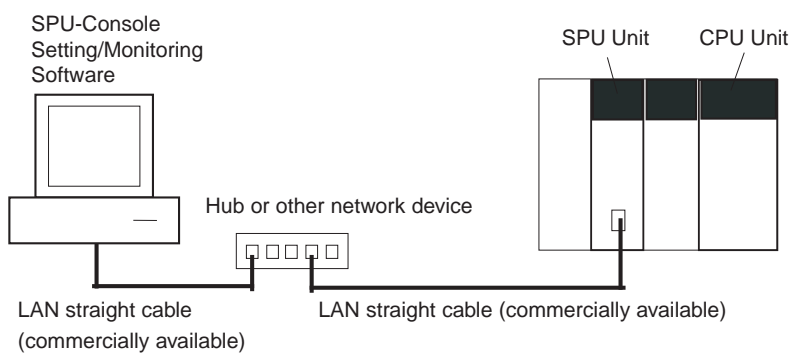 SPU-Console
Setting/Monitoring
Software
SPU Unit
CPU Unit
Hub or other network device
LAN straight cable
(commercially available)
LAN straight cable (commercially available)